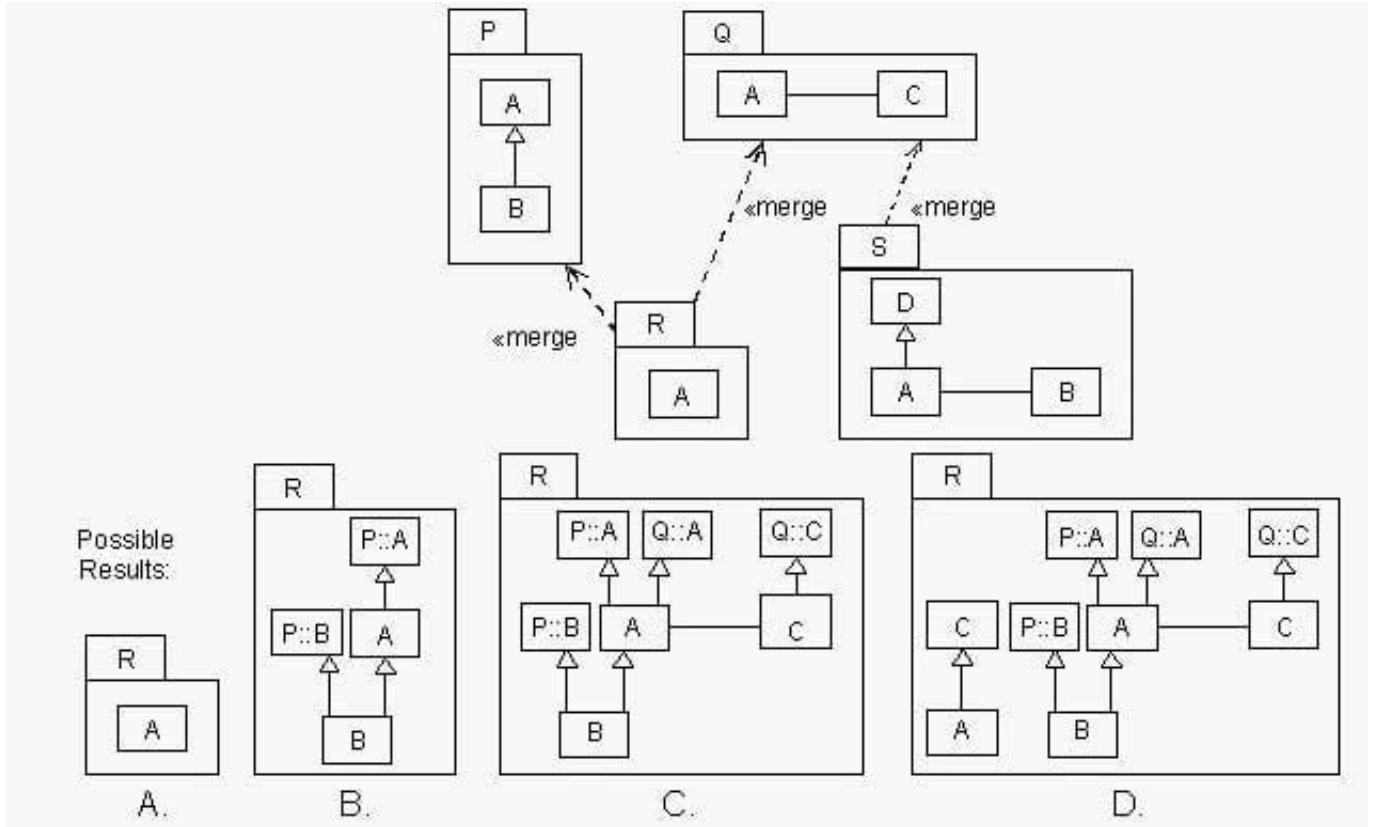 P
Q
A
A
C
B
«merge
«merge
S
D
R
«merge
A
B
A
R
R
R
Possible
Results:
P::A
P::A
Q::A
Q::C
P::A
Q::A
Q::C
R
P::B
A
P::B
A
C
C
P::B
A
C
A
B
B
A
B
A.
B.
C.
D.